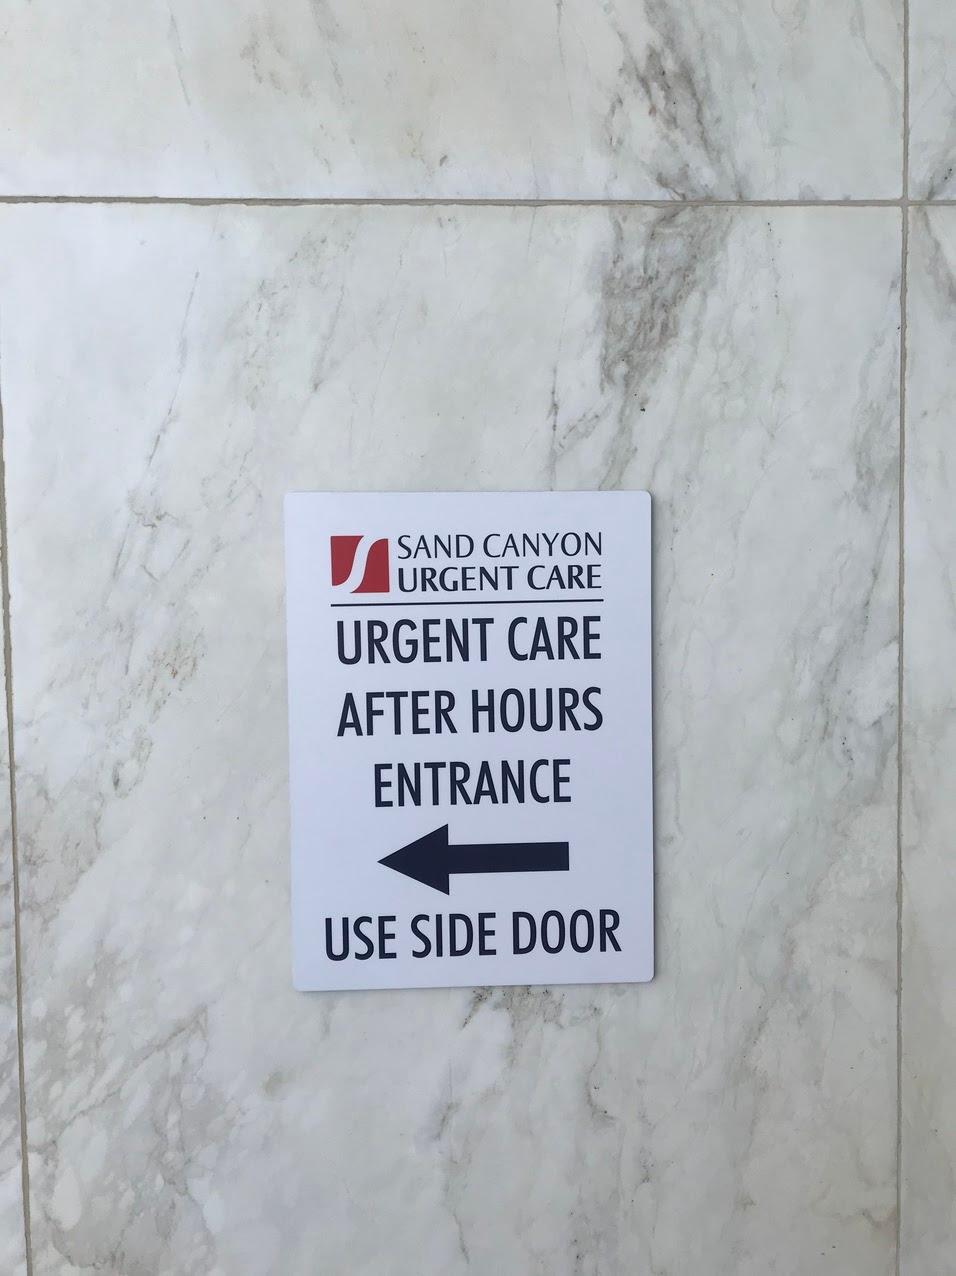 SAND CANYON
URGENT CARE
URGENT CARE
AFTER HOURS
ENTRANCE
USE SIDE DOOR